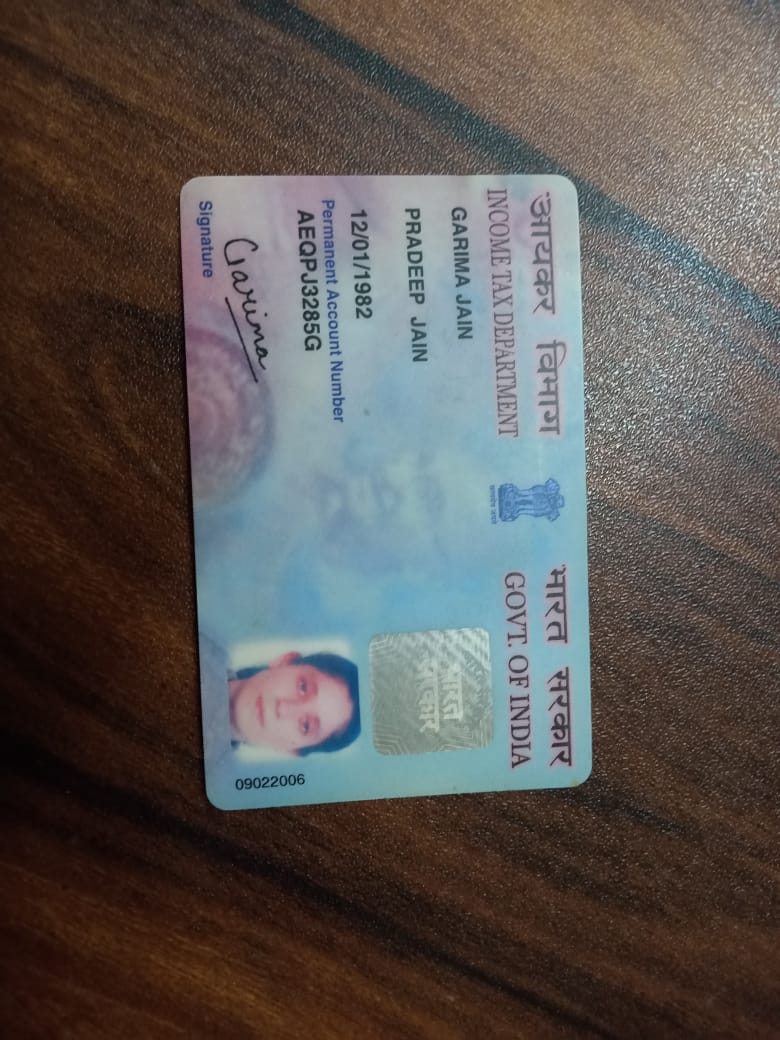 आयकर विभाग
INCOME TAX DEPARTMENT
भारत सरकार
GOVT. OF INDIA
सत्यमेव जयते
GARIMA JAIN
PRADEEP JAIN
12/01/1982
Permanent Account Number
AEQPJ3285G
Garima
Signature
भारत
सरकार
09022006